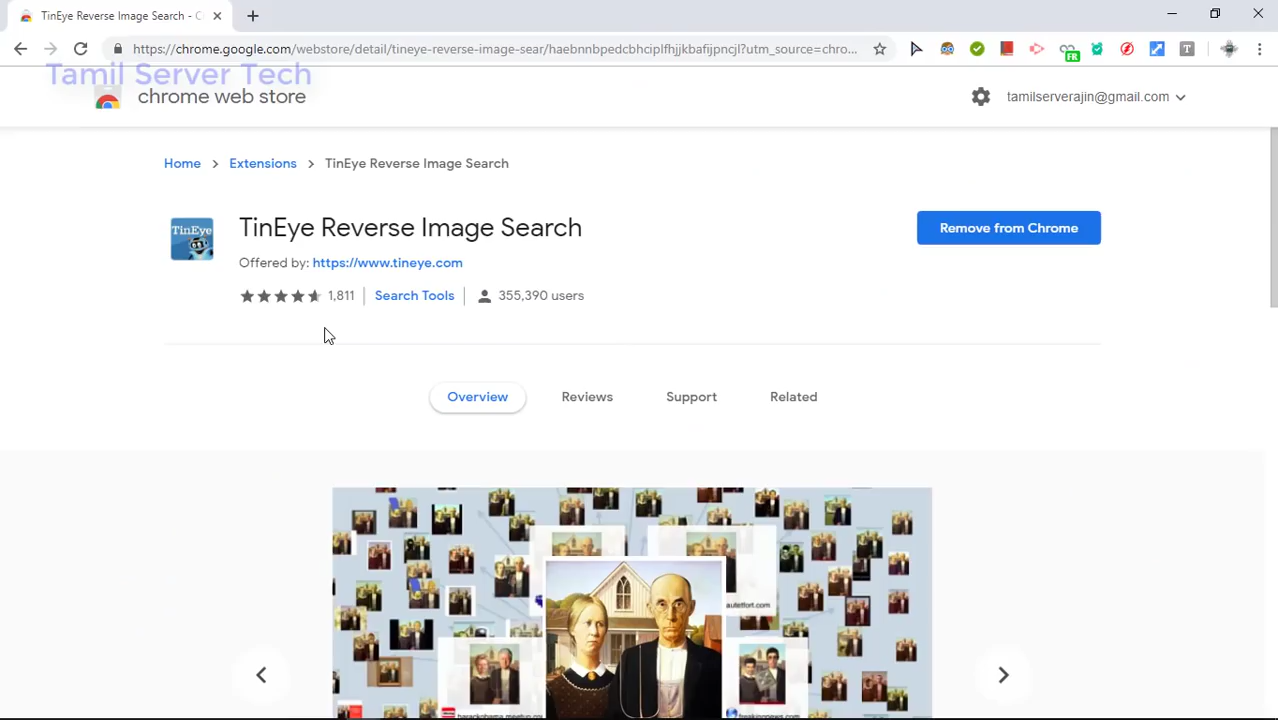 TinEye Reverse Image Search - C
https://chrome.google.com/webstore/detail/tineye-reverse-image-sear/haebnnbpedcbhciplfhjjkbafijpncjl?utm_source=chro...
FR
T
Tamil Server Tech
chrome web store
tamilserverajin@gmail.com
Home > Extensions > TinEye Reverse Image Search
TinEye
TinEye Reverse Image Search
Remove from Chrome
Offered by: https://www.tineye.com
1,811 | Search Tools | 355,390 users
Overview
Reviews
Support
Related